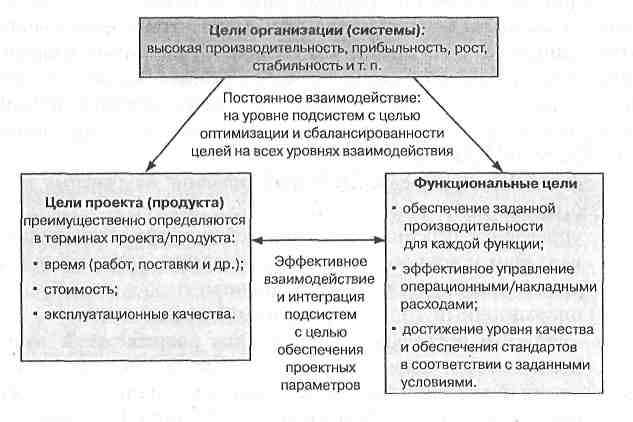 Цели организации (системы):
высокая производительность, прибыльность, рост,
стабильность и т. п.
Постоянное взаимодействие:
на уровне подсистем с целью
оптимизации и сбалансированности
целей на всех уровнях взаимодействия
Цели проекта (продукта)
преимущественно определяются
в терминах проекта/продукта:
• время (работ, поставки и др.);
• стоимость;
• эксплуатационные качества.
Эффективное
взаимодействие
и интеграция
подсистем
с целью
обеспечения
проектных
параметров
Функциональные цели
• обеспечение заданной
производительности
для каждой функции;
• эффективное управление
операционными/накладными
расходами;
• достижение уровня качества
и обеспечения стандартов
в соответствии с заданными
условиями.